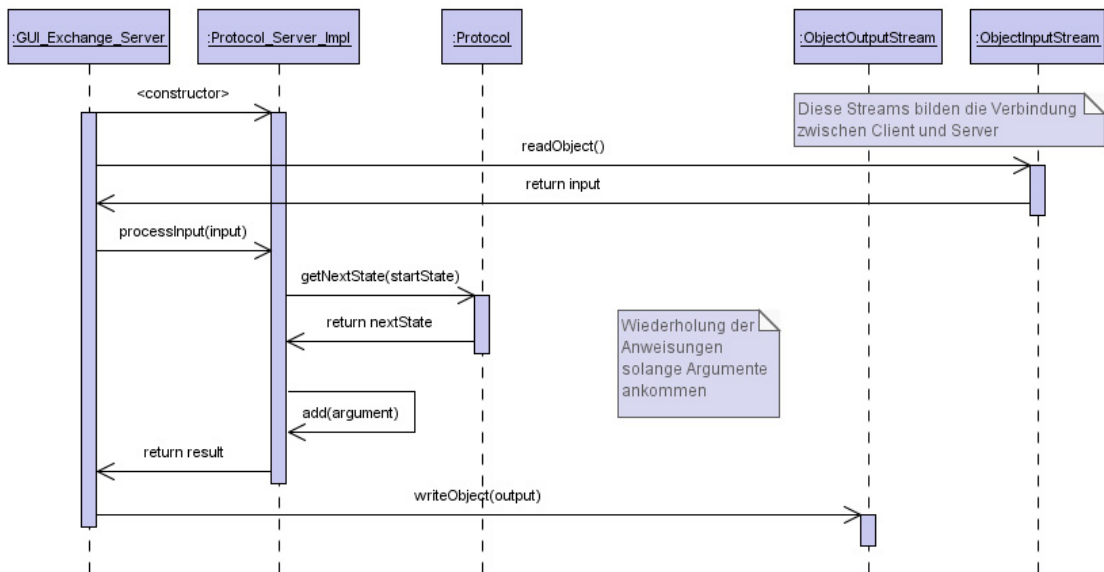 :GUI_Exchange_Server
:Protocol_Server_Impl
:Protocol
:ObjectOutputStream
:ObjectInputStream
<constructor>
Diese Streams bilden die Verbindung
zwischen Client und Server
readObject()
return input
processInput(input)
getNextState(startState)
return nextState
Wiederholung der
Anweisungen
solange Argumente
ankommen
add(argument)
return result
writeObject(output)